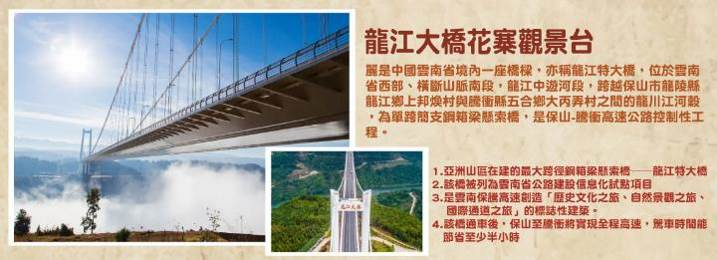 龍江大橋花寨觀景台
麗是中國雲南省境內一座橋樑，亦稱龍江特大橋，位於雲南
省西部、橫斷山脈南段，龍江中遊河段，跨越保山市龍陵縣
龍江鄉上邦煥村與騰衝縣五合鄉大丙弄村之間的龍川江河穀
，為單跨簡支鋼箱梁懸索橋，是保山-騰衝高速公路控制性工
程。
龍江大橋
1.亞洲山區在建的最大跨徑鋼箱梁懸索橋──龍江特大橋
2.該橋被列為雲南省公路建設信息化試點項目
3.是雲南保騰高速創造「歷史文化之旅、自然景觀之旅、
國際通道之旅」的標誌性建築。
4.該橋通車後，保山至騰衝將實現全程高速，駕車時間能
節省至少半小時